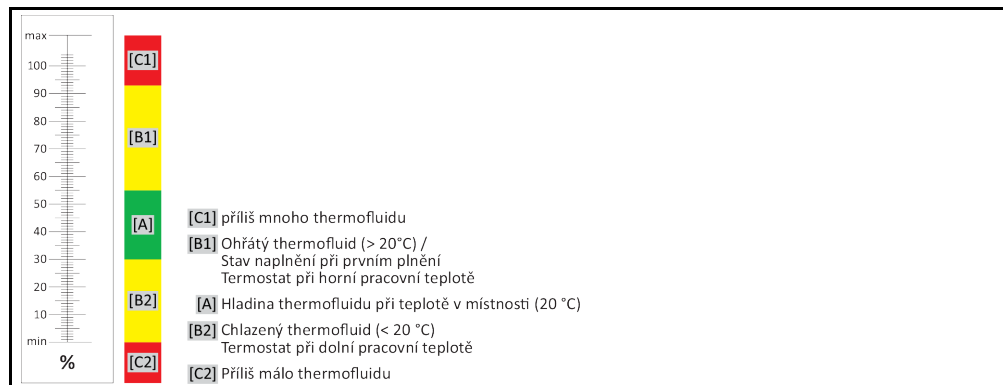 max
100
90
80
70
60
50
40
30
20
10
min
%
[C1]
[B1]
[A]
[B2]
[C2]
[C1] příliš mnoho thermofluidu
[B1] Ohřátý thermofluid (> 20°C) /
Stav naplnění při prvním plnění
Termostat při horní pracovní teplotě
[A] Hladina thermofluidu při teplotě v místnosti (20 °C)
[B2] Chlazený thermofluid (< 20 °C)
Termostat při dolní pracovní teplotě
[C2] Příliš málo thermofluidu